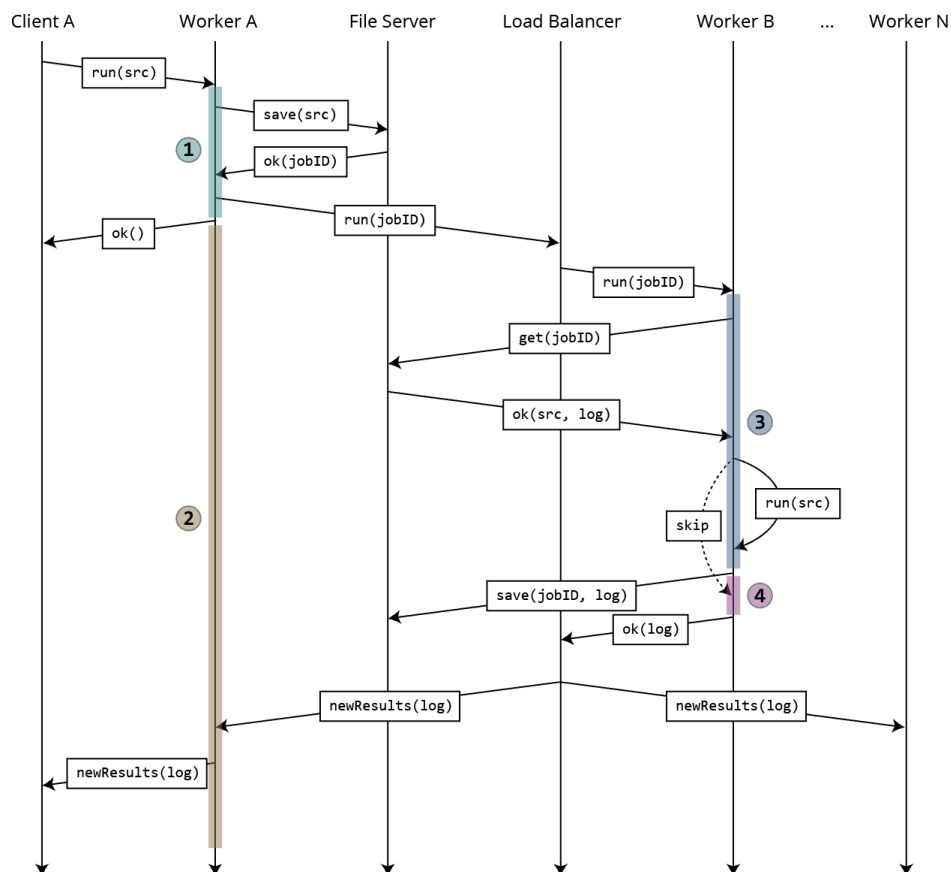 Client A
Worker A
File Server
Load Balancer
Worker B
...
Worker N
run(src)
save(src)
1
ok(jobID)
run(jobID)
ok()
run(jobID)
get(jobID)
ok(src, log)
3
run(src)
2
skip
save(jobID, log)
4
ok(log)
newResults(log)
newResults(log)
newResults(log)